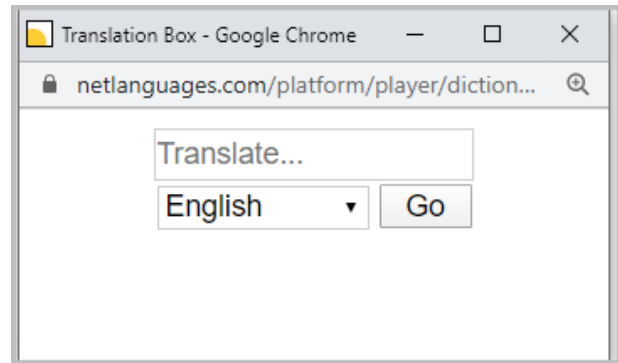 Translation Box - Google Chrome
netlanguages.com/platform/player/diction...
Translate...
English
Go